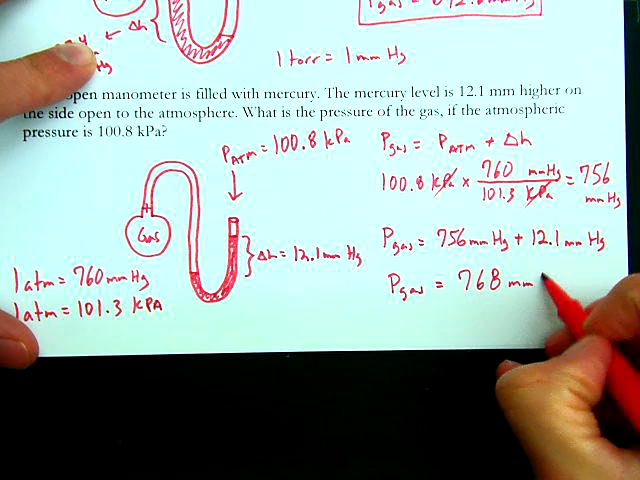 Δh
1 torr = 1 mm Hg
open manometer is filled with mercury. The mercury level is 12.1 mm higher on
the side open to the atmosphere. What is the pressure of the gas, if the atmospheric
pressure is 100.8 kPa?
PATM = 100.8 kPa
Pgas = PATM + Δh
100.8 kPa x 760 mmHg / 101.3 kPa = 756 mm Hg
Gas
Δh = 12.1 mm Hg
Pgas = 756 mm Hg + 12.1 mm Hg
1 atm = 760 mm Hg
1 atm = 101.3 KPA
Pgas = 768 mm